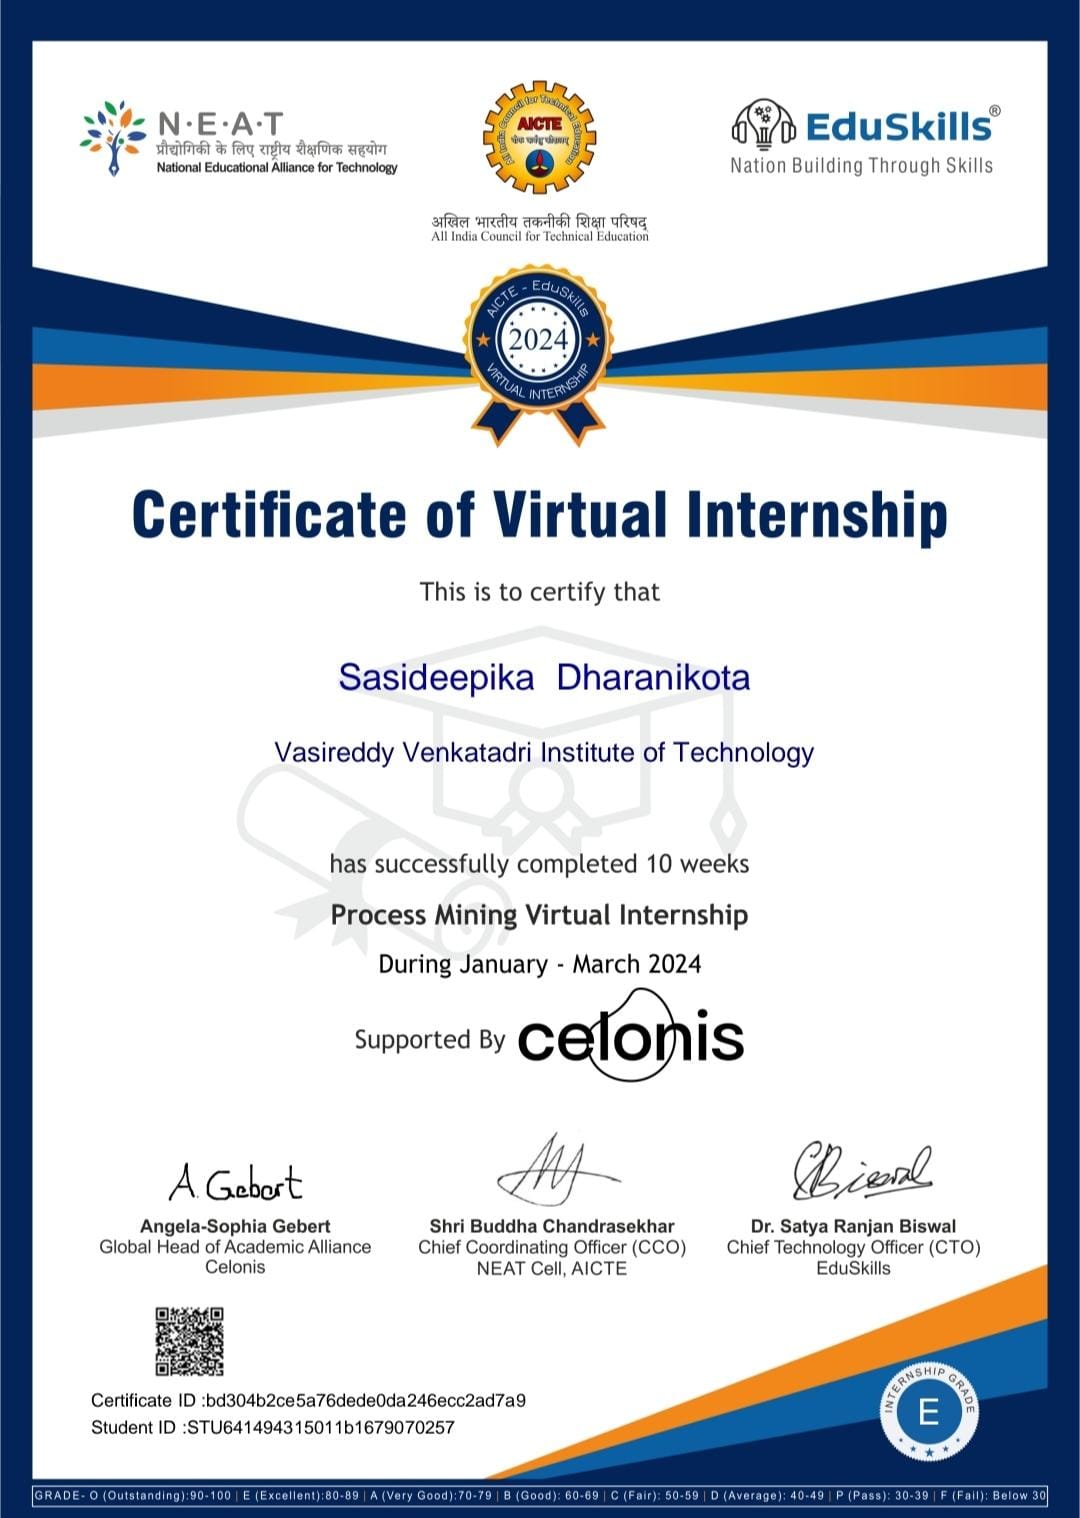 N·E·A·T
प्रौद्योगिकी के लिए राष्ट्रीय शैक्षणिक सहयोग
National Educational Alliance for Technology
All India Council for Technical Education
AICTE
अखिल भारतीय तकनीकी शिक्षा परिषद्
All India Council for Technical Education
EduSkills®
Nation Building Through Skills
AICTE - EduSkills
2024
VIRTUAL INTERNSHIP
Certificate of Virtual Internship
This is to certify that
Sasideepika Dharanikota
Vasireddy Venkatadri Institute of Technology
has successfully completed 10 weeks
Process Mining Virtual Internship
During January - March 2024
Supported By celonis
A. Gebert
Angela-Sophia Gebert
Global Head of Academic Alliance
Celonis
Shri Buddha Chandrasekhar
Chief Coordinating Officer (CCO)
NEAT Cell, AICTE
Dr. Satya Ranjan Biswal
Chief Technology Officer (CTO)
EduSkills
Certificate ID :bd304b2ce5a76dede0da246ecc2ad7a9
Student ID :STU641494315011b1679070257
INTERNSHIP GRADE
E
GRADE- O (Outstanding):90-100 | E (Excellent):80-89 | A (Very Good):70-79 | B (Good): 60-69 | C (Fair): 50-59 | D (Average): 40-49 | P (Pass): 30-39 | F (Fail): Below 30